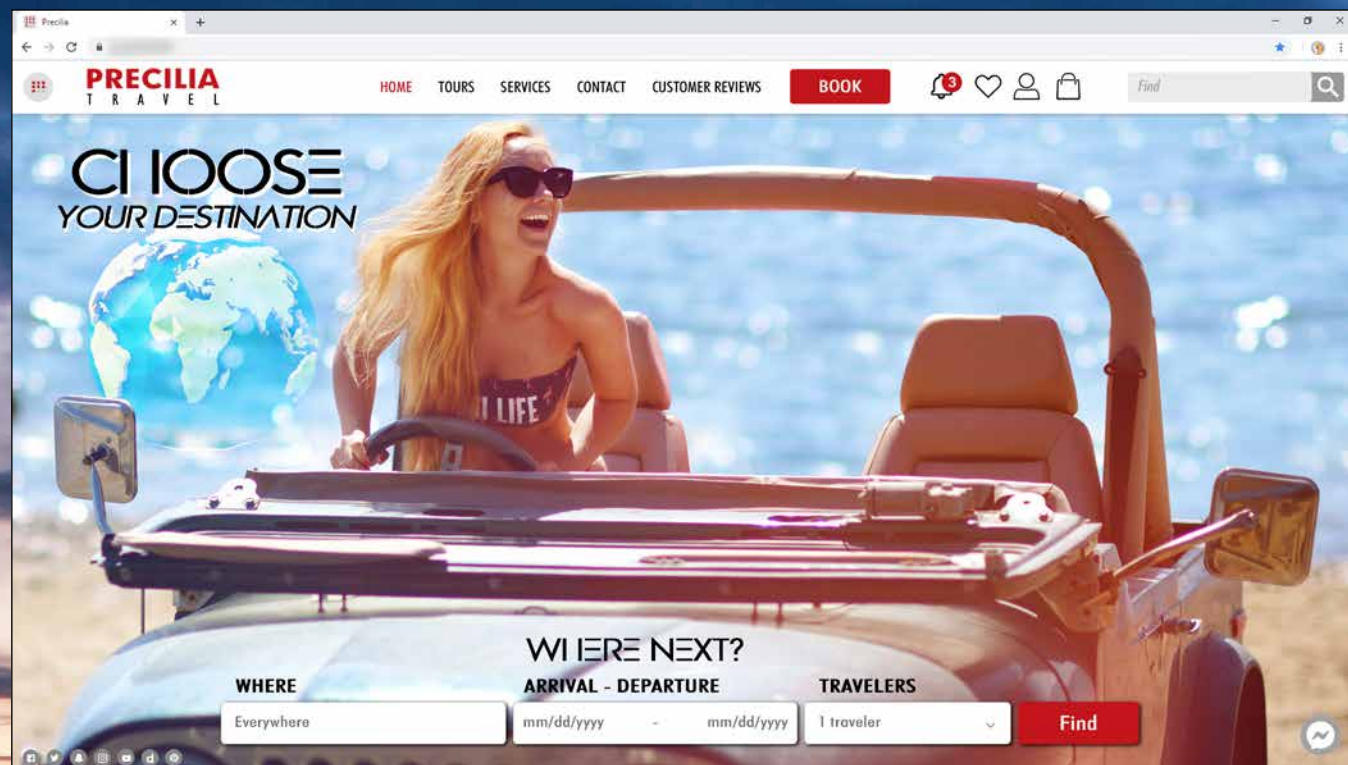 Precilia
PRECILIA
TRAVEL
HOME TOURS SERVICES CONTACT CUSTOMER REVIEWS BOOK
3
Find
CHOOSE
YOUR DESTINATION
LIFE
WHERE NEXT?
WHERE ARRIVAL - DEPARTURE TRAVELERS
Everywhere mm/dd/yyyy - mm/dd/yyyy 1 traveler Find